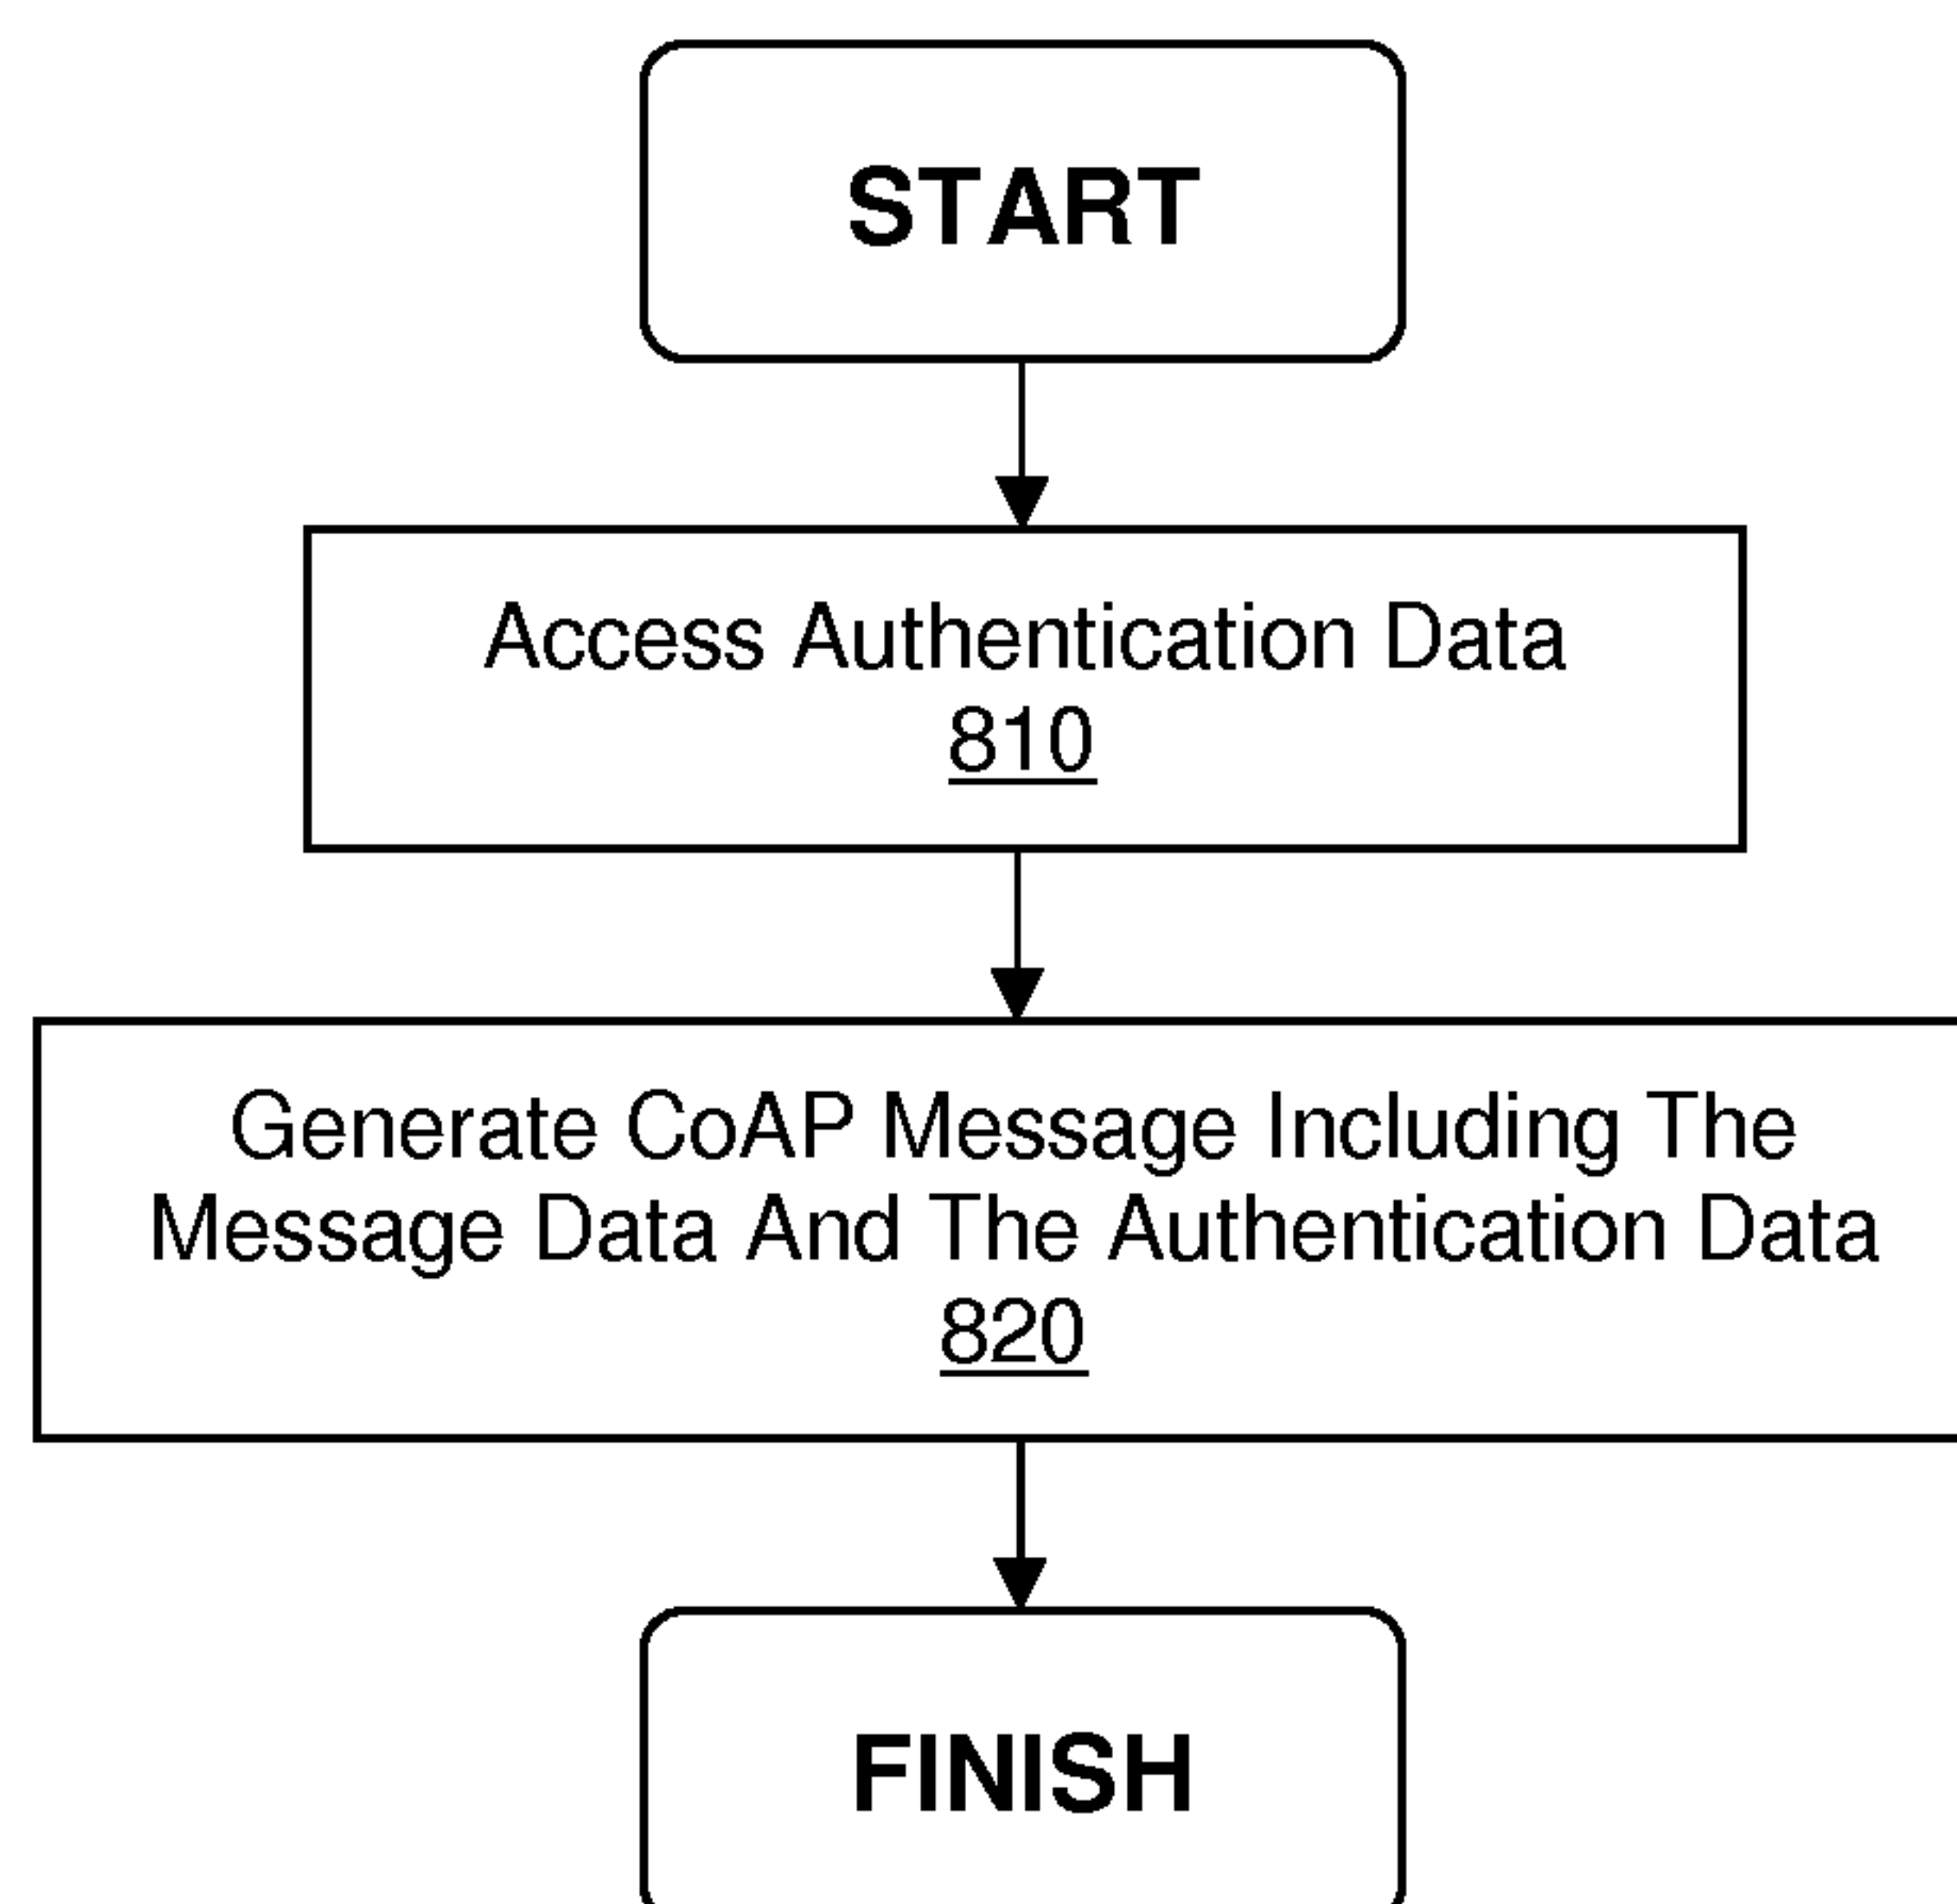 START
Access Authentication Data
810
Generate CoAP Message Including The
Message Data And The Authentication Data
820
FINISH